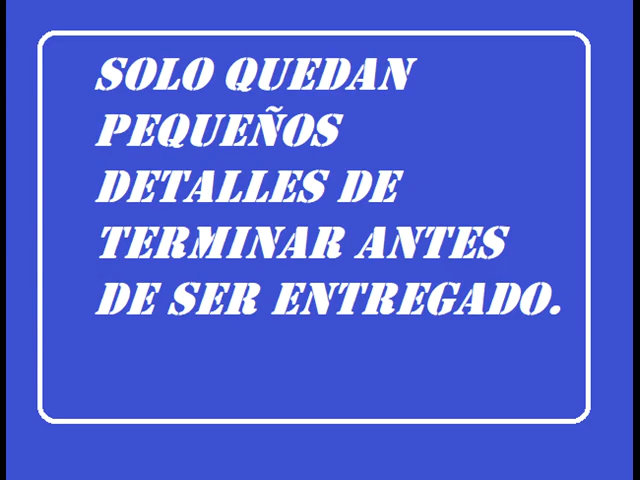 SOLO QUEDAN
PEQUEÑOS
DETALLES DE
TERMINAR ANTES
DE SER ENTREGADO.